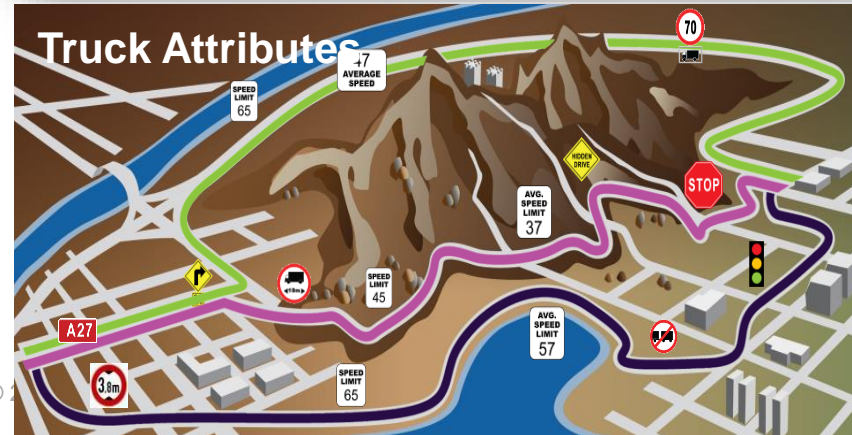 Truck Attributes
70
47
AVERAGE
SPEED
SPEED
LIMIT
65
HIDDEN
DRIVE
STOP
AVG.
SPEED
LIMIT
37
SPEED
LIMIT
45
A27
AVG.
SPEED
LIMIT
57
3.8m
SPEED
LIMIT
65